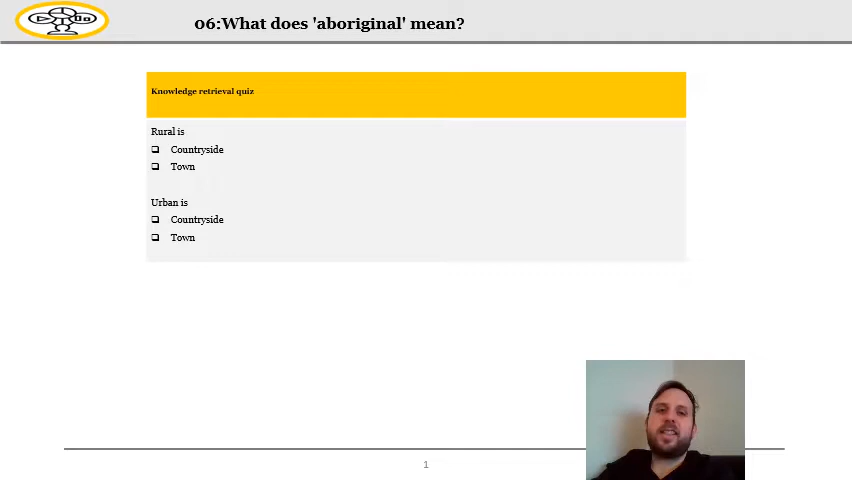 06:What does 'aboriginal' mean?
Knowledge retrieval quiz
Rural is
Countryside
Town
Urban is
Countryside
Town
1